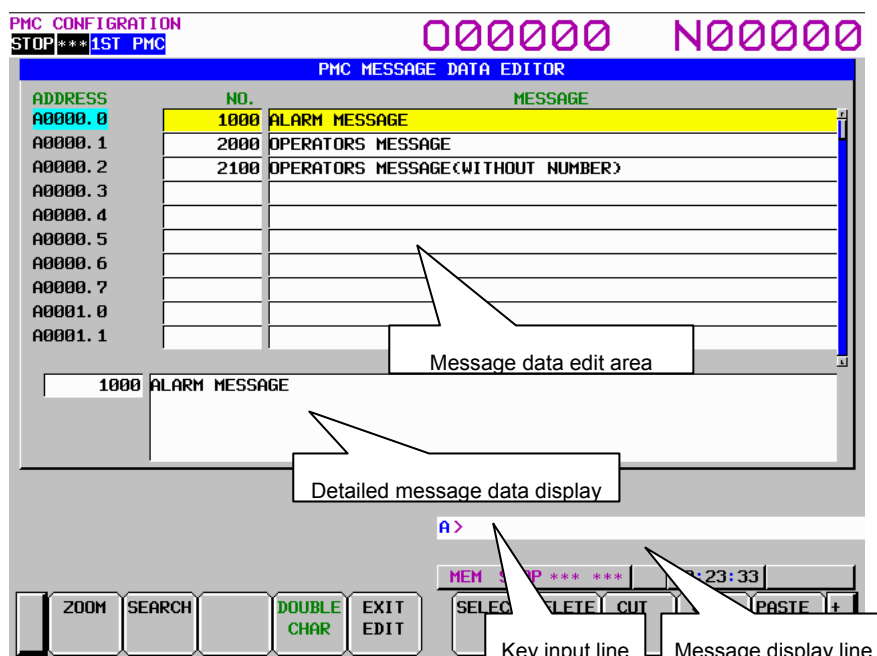 PMC CONFIGRATION
STOP *** 1ST PMC
O00000 N00000
PMC MESSAGE DATA EDITOR
ADDRESS NO. MESSAGE
A0000.0 1000 ALARM MESSAGE
A0000.1 2000 OPERATORS MESSAGE
A0000.2 2100 OPERATORS MESSAGE(WITHOUT NUMBER)
A0000.3
A0000.4
A0000.5
A0000.6
A0000.7
A0001.0
A0001.1
Message data edit area
1000 ALARM MESSAGE
Detailed message data display
A>
MEM *** ***
:23:33
ZOOM SEARCH DOUBLE CHAR EXIT EDIT CUT PASTE +
Key input line
Message display line